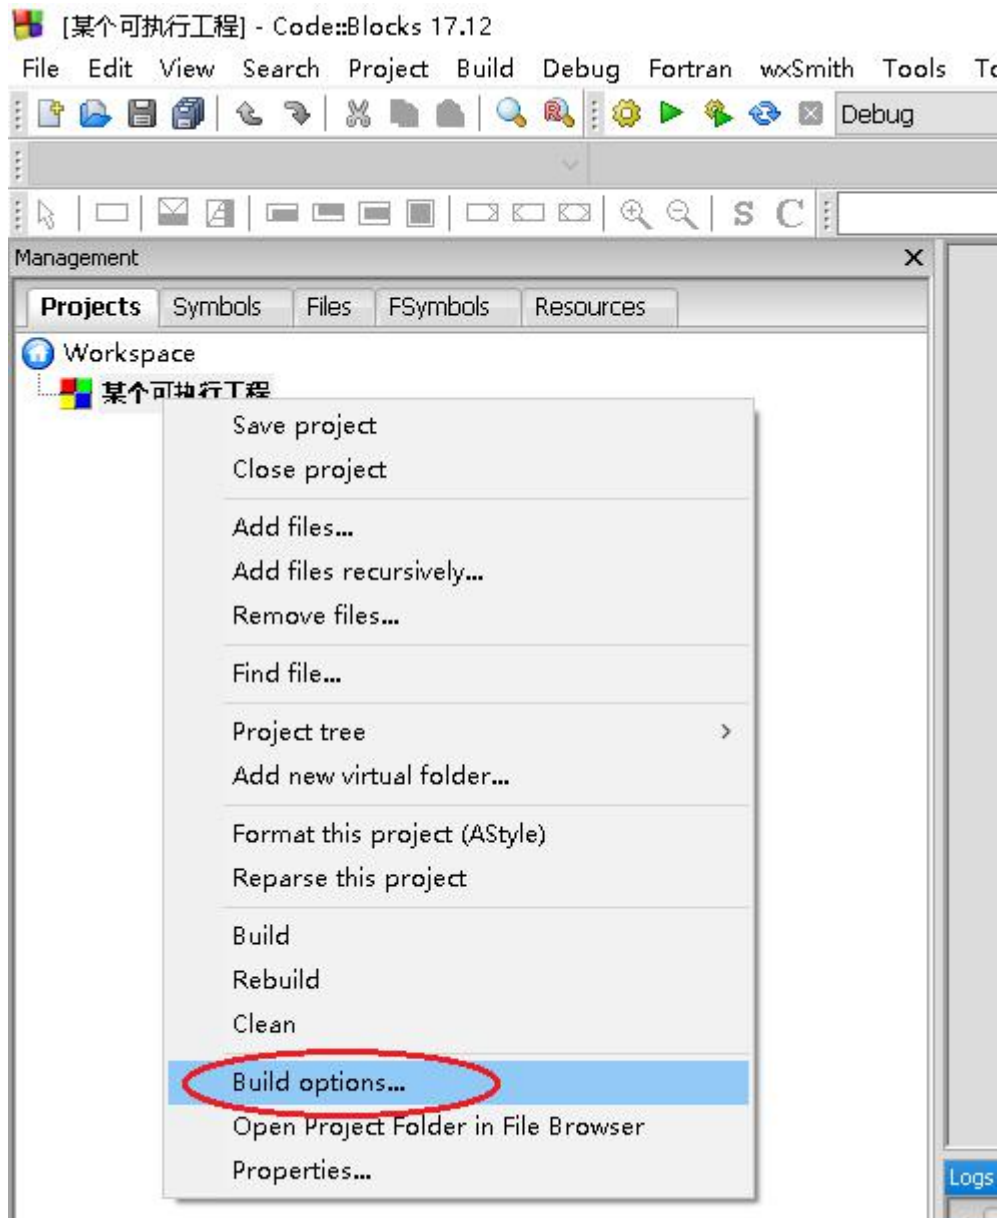 [某个可执行工程] - Code::Blocks 17.12
File Edit View Search Project Build Debug Fortran wxSmith Tools
Debug
S C
Management
Projects Symbols Files FSymbols Resources
Workspace
某个可执行工程
Save project
Close project
Add files...
Add files recursively...
Remove files...
Find file...
Project tree
Add new virtual folder...
Format this project (AStyle)
Reparse this project
Build
Rebuild
Clean
Build options...
Open Project Folder in File Browser
Properties...
Logs